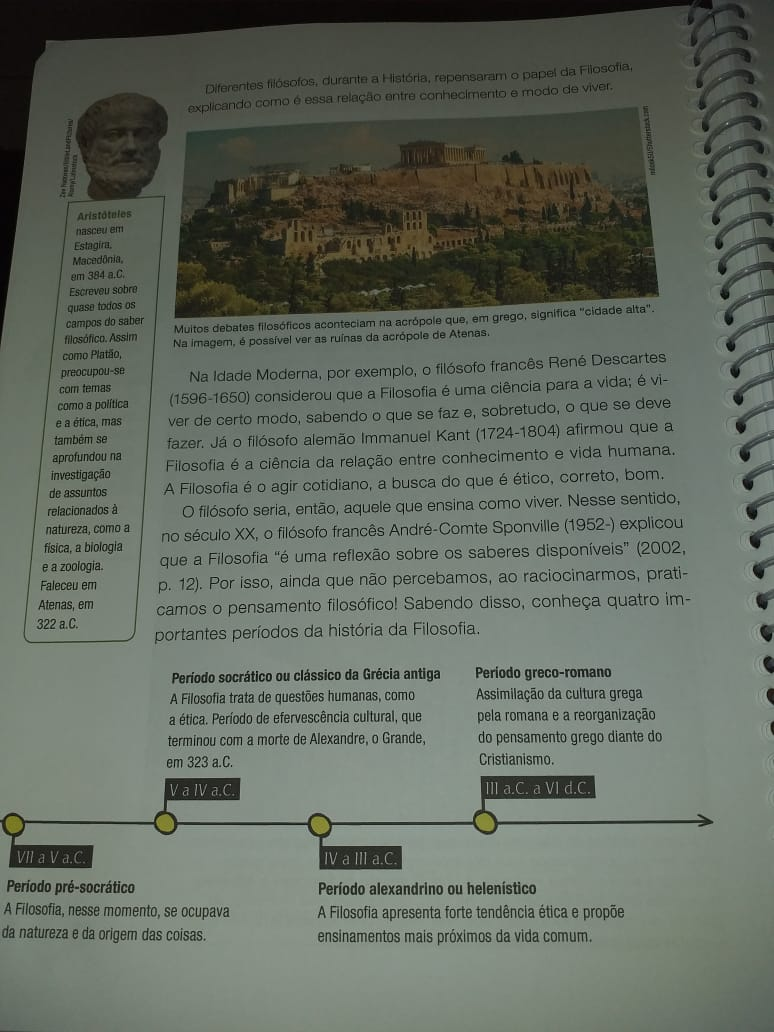 Diferentes filósofos, durante a História, repensaram o papel da Filosofia,
explicando como é essa relação entre conhecimento e modo de viver.
Aristóteles
nasceu em
Estagira,
Macedônia,
em 384 a.C.
Escreveu sobre
quase todos os
campos do saber
filosófico. Assim
como Platão,
preocupou-se
com temas
como a política
e a ética, mas
também se
aprofundou na
investigação
de assuntos
relacionados à
natureza, como a
física, a biologia
e a zoologia.
Faleceu em
Atenas, em
322 a.C.
Muitos debates filosóficos aconteciam na acrópole que, em grego, significa “cidade alta”.
Na imagem, é possível ver as ruínas da acrópole de Atenas.
Na Idade Moderna, por exemplo, o filósofo francês René Descartes
(1596-1650) considerou que a Filosofia é uma ciência para a vida; é vi-
ver de certo modo, sabendo o que se faz e, sobretudo, o que se deve
fazer. Já o filósofo alemão Immanuel Kant (1724-1804) afirmou que a
Filosofia é a ciência da relação entre conhecimento e vida humana.
A Filosofia é o agir cotidiano, a busca do que é ético, correto, bom.
O filósofo seria, então, aquele que ensina como viver. Nesse sentido,
no século XX, o filósofo francês André-Comte Sponville (1952-) explicou
que a Filosofia “é uma reflexão sobre os saberes disponíveis” (2002,
p. 12). Por isso, ainda que não percebamos, ao raciocinarmos, prati-
camos o pensamento filosófico! Sabendo disso, conheça quatro im-
portantes períodos da história da Filosofia.
Período socrático ou clássico da Grécia antiga
A Filosofia trata de questões humanas, como
a ética. Período de efervescência cultural, que
terminou com a morte de Alexandre, o Grande,
em 323 a.C.
V a IV a.C.
Período greco-romano
Assimilação da cultura grega
pela romana e a reorganização
do pensamento grego diante do
Cristianismo.
III a.C. a VI d.C.
VII a V a.C.
Período pré-socrático
A Filosofia, nesse momento, se ocupava
da natureza e da origem das coisas.
IV a III a.C.
Período alexandrino ou helenístico
A Filosofia apresenta forte tendência ética e propõe
ensinamentos mais próximos da vida comum.